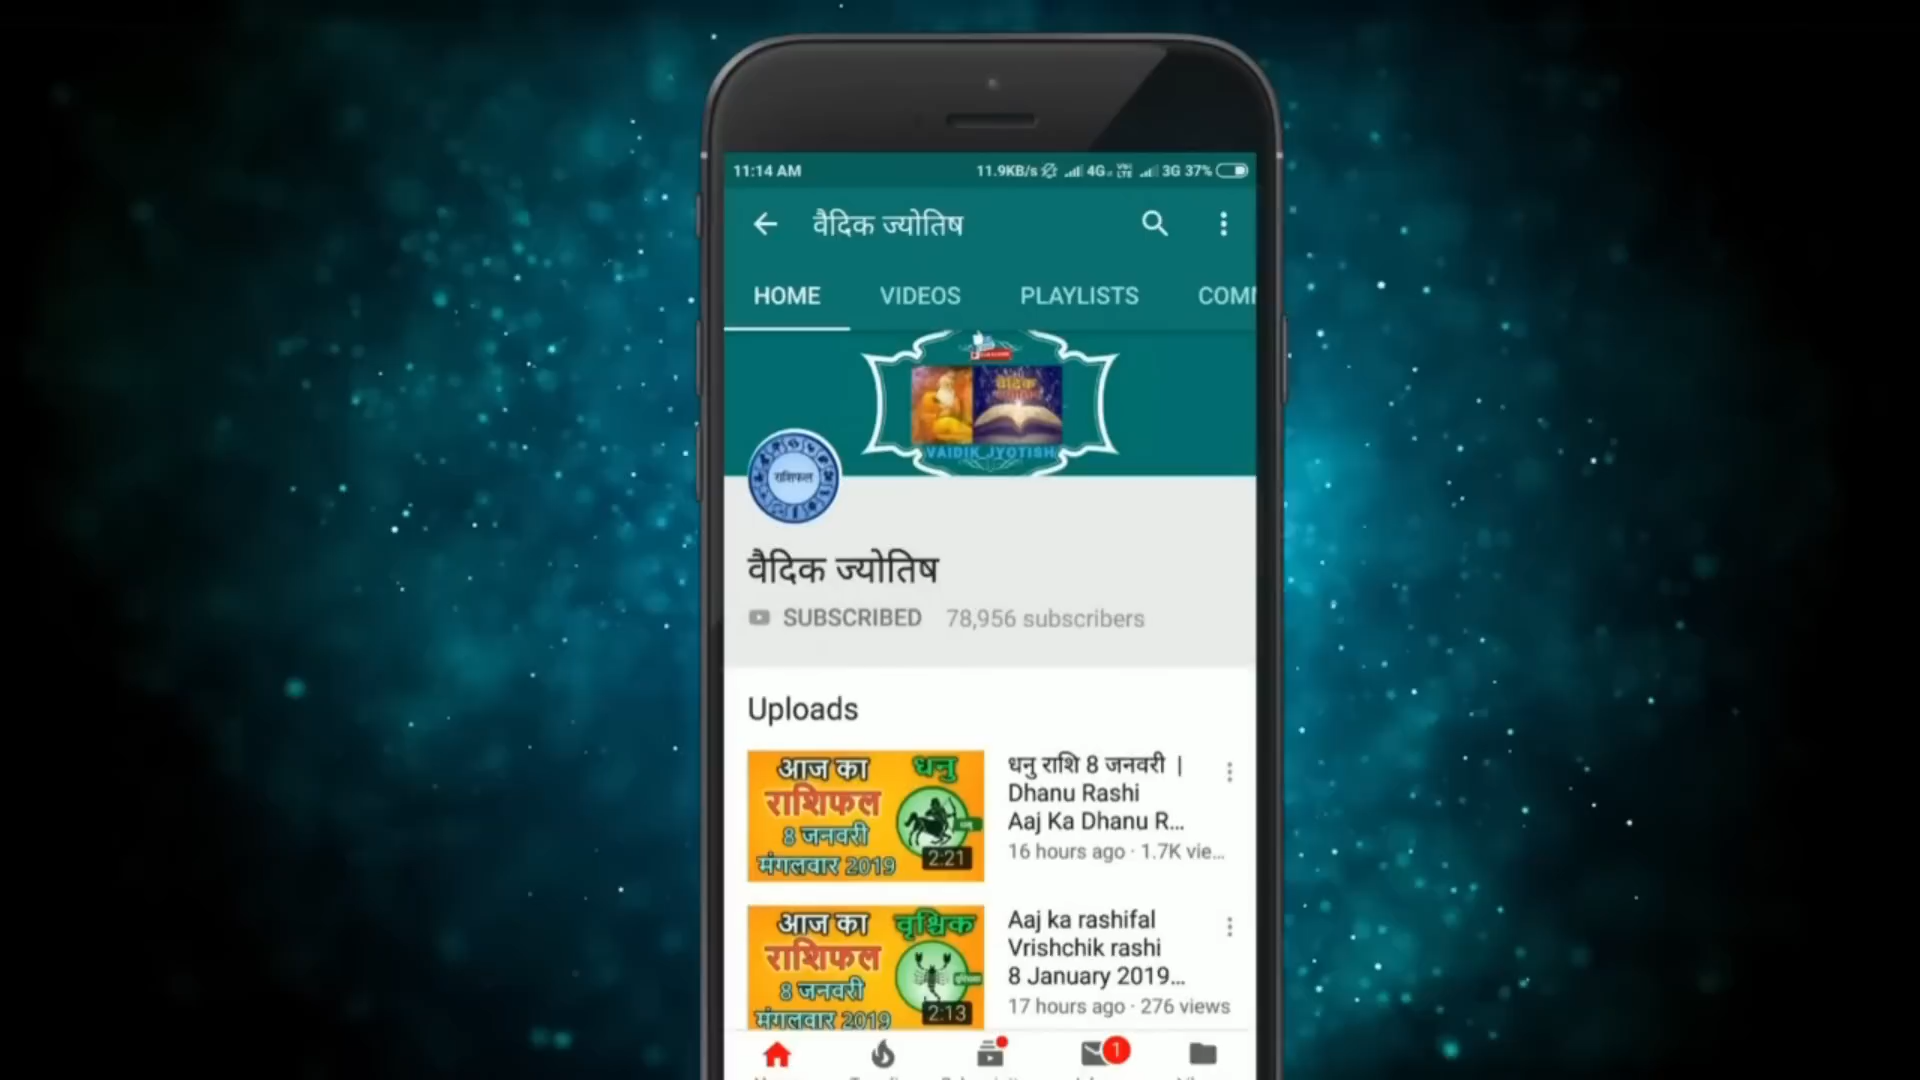 11:14 AM 11.9KB/s 4G VoLTE 3G 37%
वैदिक ज्योतिष
HOME VIDEOS PLAYLISTS COMM
वैदिक
VAIDIK JYOTISH
राशिफल
वैदिक ज्योतिष
SUBSCRIBED 78,956 subscribers
Uploads
आज का धनु
राशिफल
8 जनवरी
मंगलवार 2019
2:21
धनु राशि 8 जनवरी |
Dhanu Rashi
Aaj Ka Dhanu R...
16 hours ago · 1.7K vie...
आज का वृश्चिक
राशिफल
8 जनवरी
मंगलवार 2019
2:13
Aaj ka rashifal
Vrishchik rashi
8 January 2019...
17 hours ago · 276 views
1